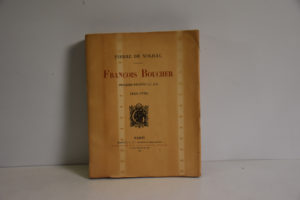 PIERRE DE NOLHAC
FRANÇOIS BOUCHER
PREMIER PEINTRE DU ROI
1703-1770
PARIS